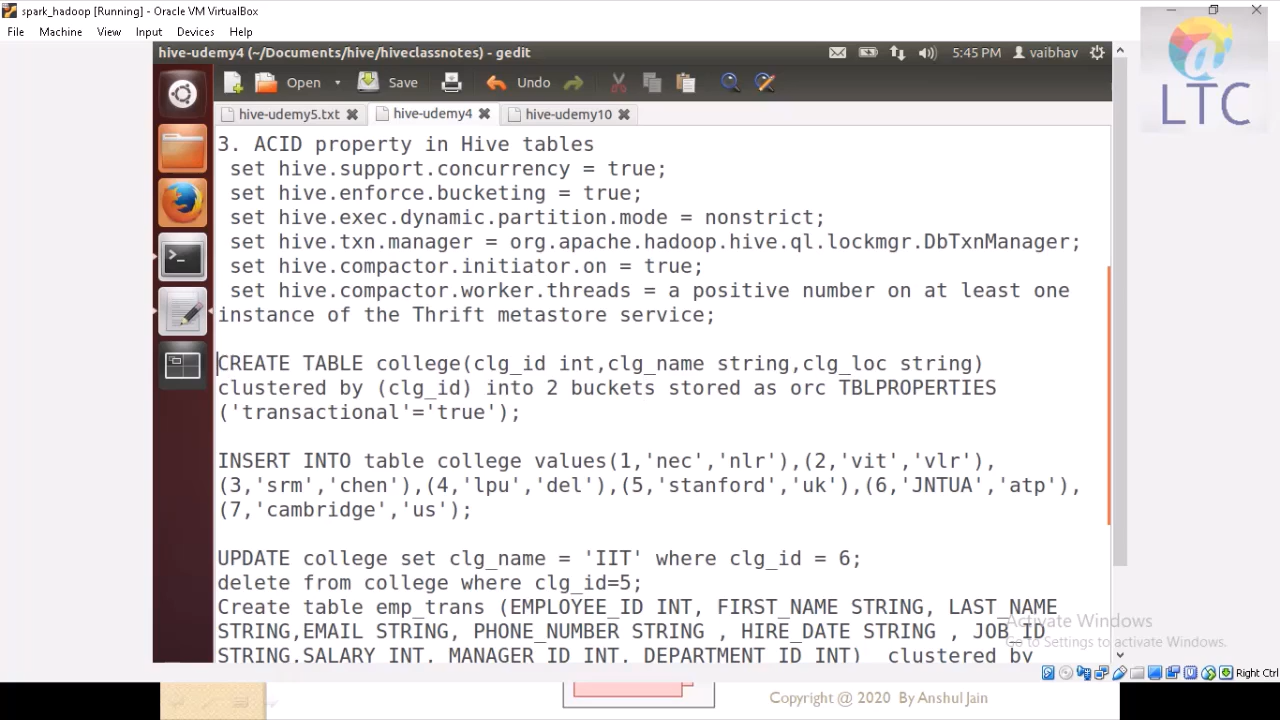 spark_hadoop [Running] - Oracle VM VirtualBox
File Machine View Input Devices Help
hive-udemy4 (~/Documents/hive/hiveclassnotes) - gedit
5:45 PM vaibhav
Open Save Undo
hive-udemy5.txt hive-udemy4 hive-udemy10
@
LTC
3. ACID property in Hive tables
set hive.support.concurrency = true;
set hive.enforce.bucketing = true;
set hive.exec.dynamic.partition.mode = nonstrict;
set hive.txn.manager = org.apache.hadoop.hive.ql.lockmgr.DbTxnManager;
set hive.compactor.initiator.on = true;
set hive.compactor.worker.threads = a positive number on at least one
instance of the Thrift metastore service;
CREATE TABLE college(clg_id int,clg_name string,clg_loc string)
clustered by (clg_id) into 2 buckets stored as orc TBLPROPERTIES
('transactional'='true');
INSERT INTO table college values(1,'nec','nlr'),(2,'vit','vlr'),
(3,'srm','chen'),(4,'lpu','del'),(5,'stanford','uk'),(6,'JNTUA','atp'),
(7,'cambridge','us');
UPDATE college set clg_name = 'IIT' where clg_id = 6;
delete from college where clg_id=5;
Create table emp_trans (EMPLOYEE_ID INT, FIRST_NAME STRING, LAST_NAME
STRING,EMAIL STRING, PHONE_NUMBER STRING , HIRE_DATE STRING , JOB_ID
STRING,SALARY INT, MANAGER_ID INT, DEPARTMENT_ID INT) clustered by
Activate Windows
Go to Settings to activate Windows.
Right Ctrl
Copyright @ 2020 By Anshul Jain